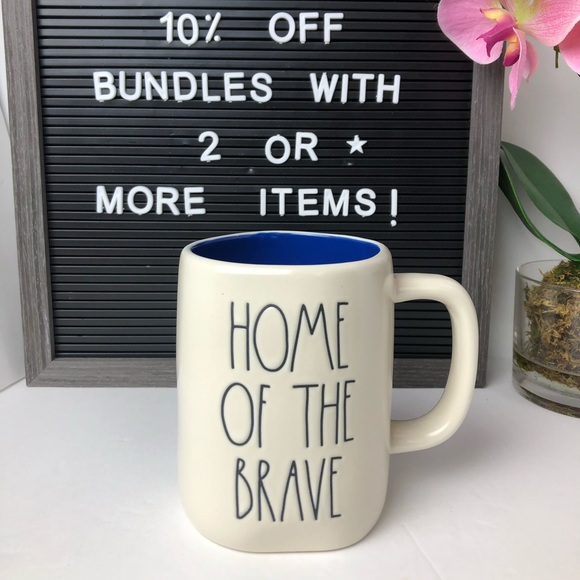 10% OFF
BUNDLES WITH
2 OR ★
MORE ITEMS!
HOME
OF THE
BRAVE